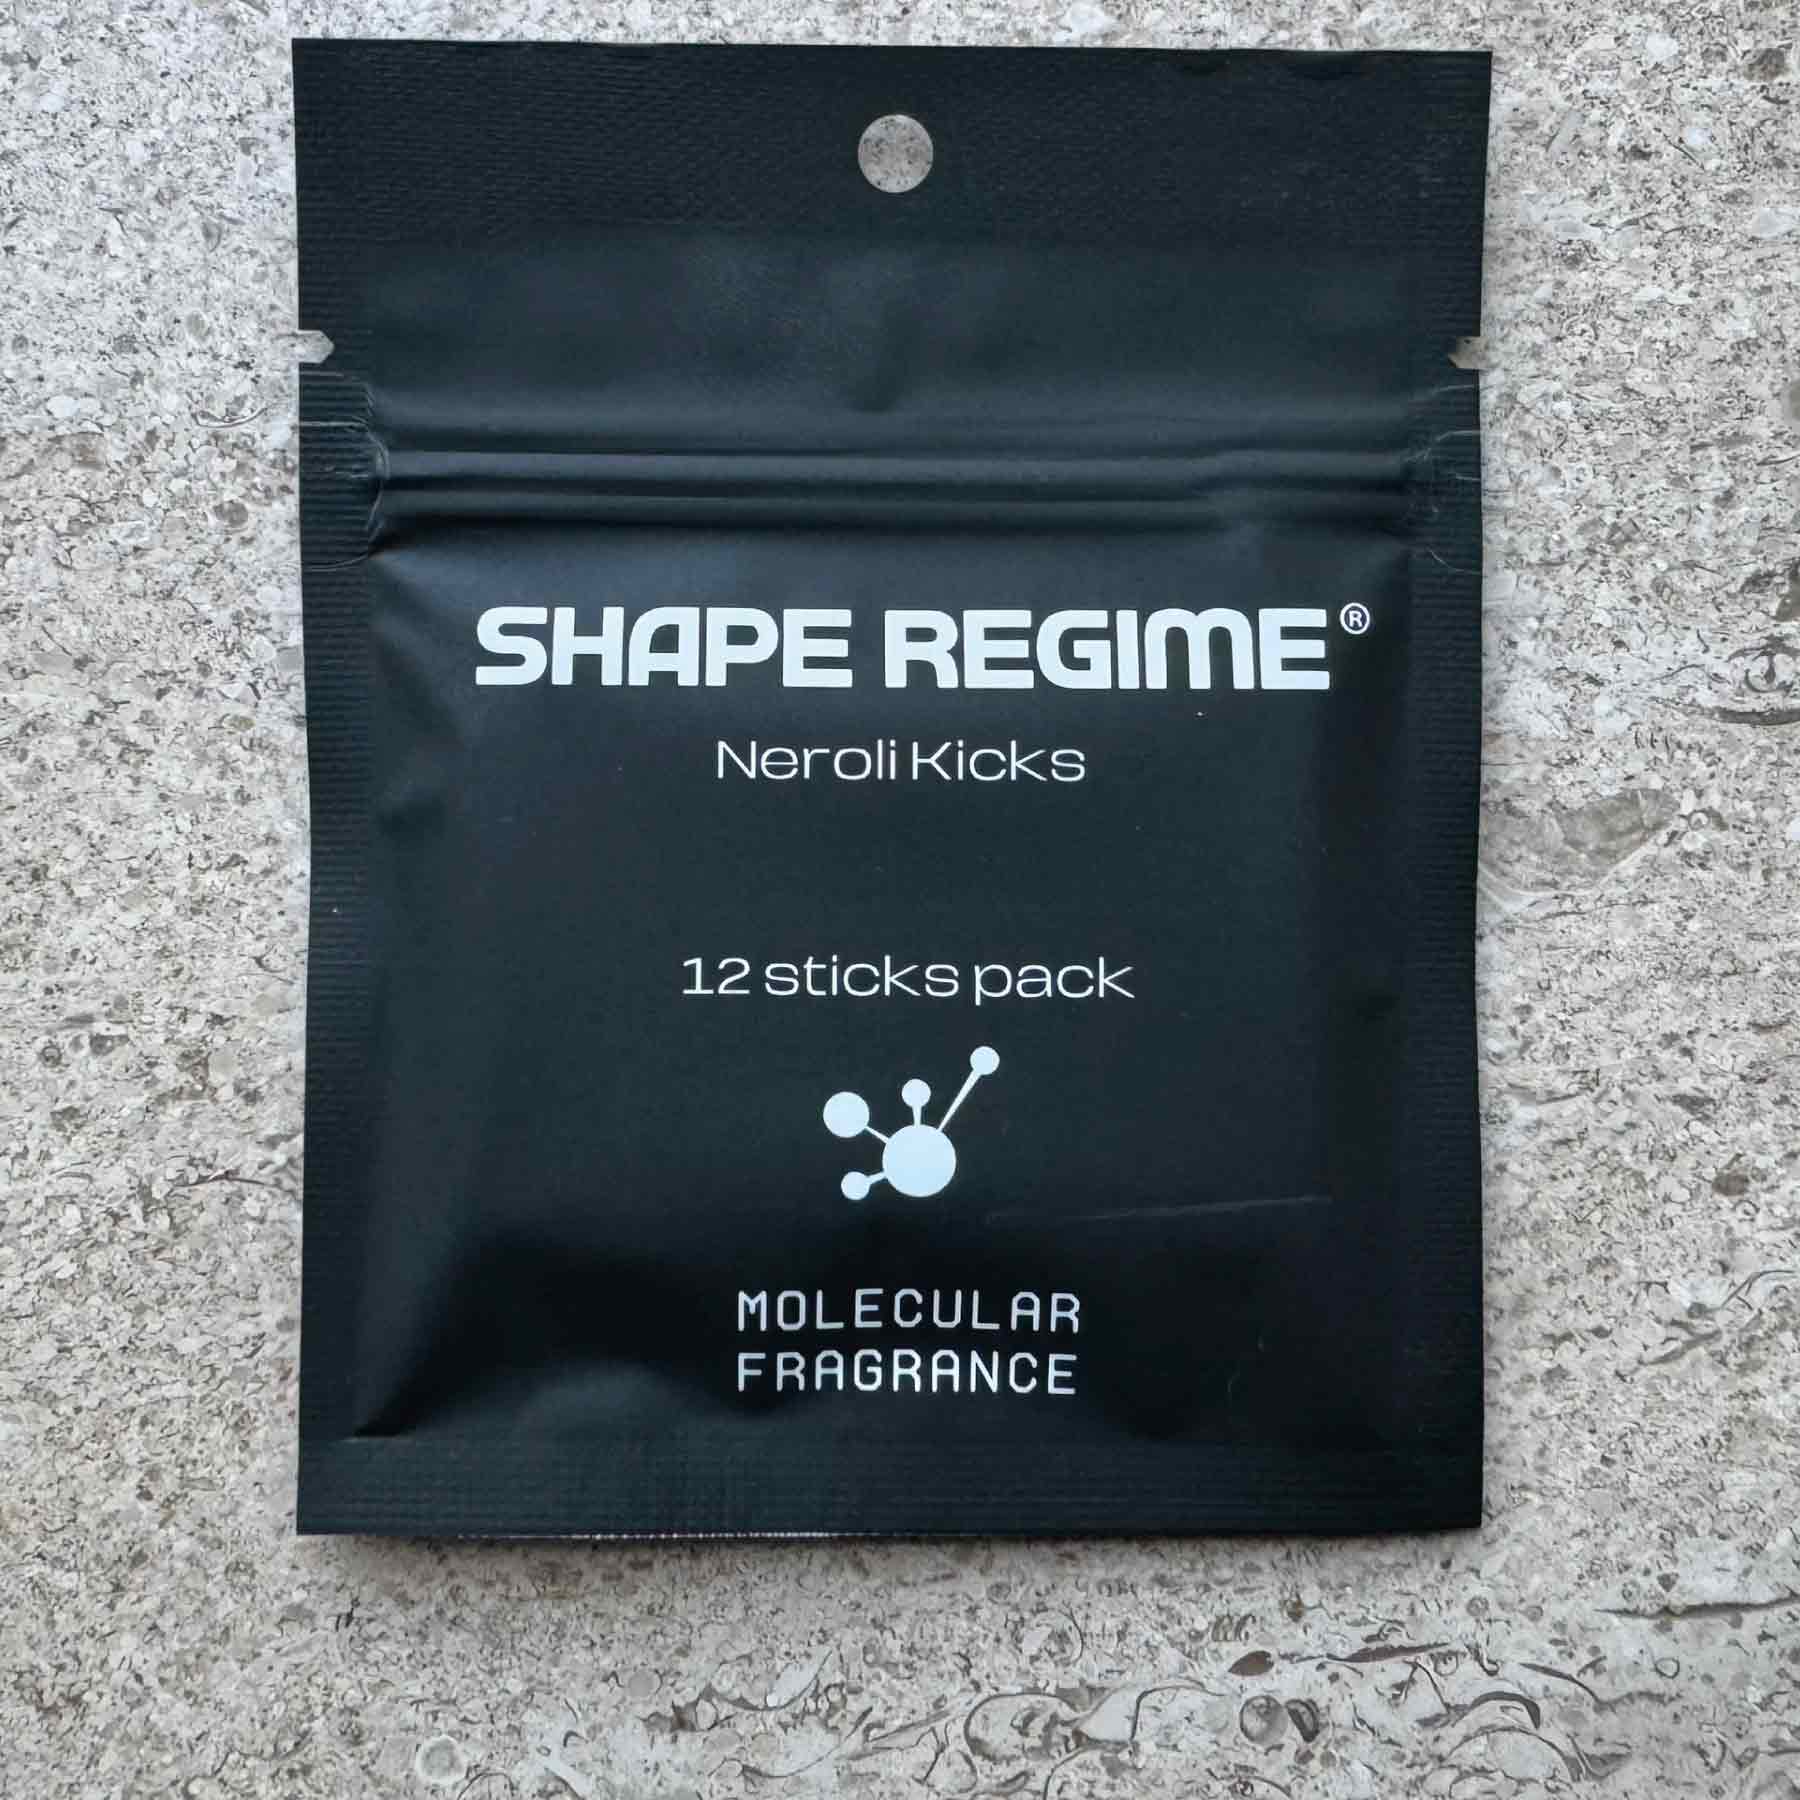 SHAPE REGIME®
Neroli Kicks
12 sticks pack
MOLECULAR
FRAGRANCE